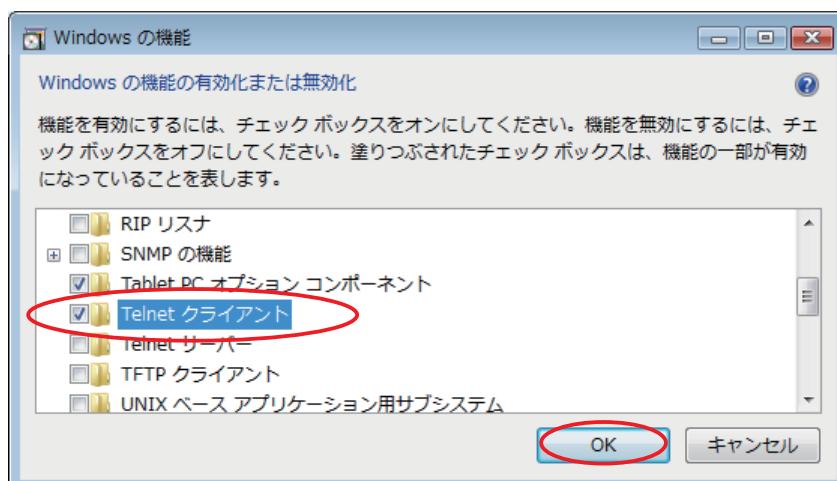 Windows の機能
Windows の機能の有効化または無効化
機能を有効にするには、チェック ボックスをオンにしてください。機能を無効にするには、チェ
ック ボックスをオフにしてください。塗りつぶされたチェック ボックスは、機能の一部が有効
になっていることを表します。
RIP リスナ
SNMP の機能
Tablet PC オプション コンポーネント
Telnet クライアント
Telnet サーバー
TFTP クライアント
UNIX ベース アプリケーション用サブシステム
OK キャンセル